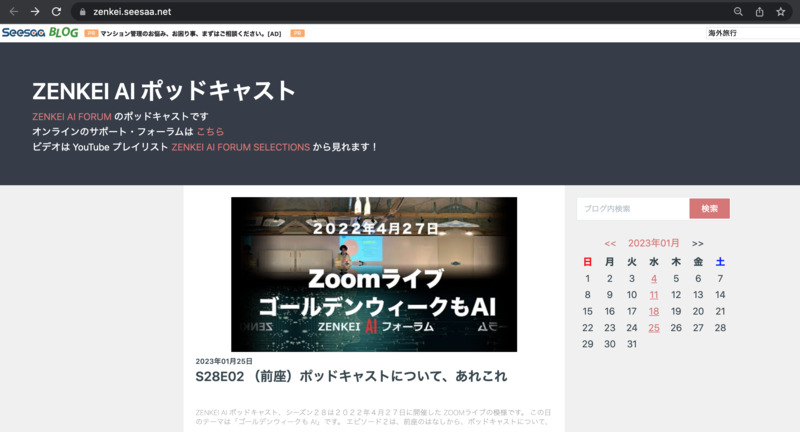 zenkei.seesaa.net
Seesaa BLOG PR マンション管理のお悩み、お困り事、まずはご相談ください。[AD] PR 海外旅行
ZENKEI AI ポッドキャスト
ZENKEI AI FORUM のポッドキャストです
オンラインのサポート・フォーラムは こちら
ビデオは YouTube プレイリスト ZENKEI AI FORUM SELECTIONS から見れます！
２０２２年４月２７日
Zoomライブ
ゴールデンウィークもAI
ZENKEI AI フォーラム
2023年01月25日
S28E02 （前座）ポッドキャストについて、あれこれ
ZENKEI AI ポッドキャスト、シーズン２８は２０２２年４月２７日に開催した ZOOMライブの模様です。 この日
のテーマは「ゴールデンウィークも AI」です。 エピソード２は、前座のはなしから、ポッドキャストについて、
ブログ内検索 検索
<< 2023年01月 >>
日 月 火 水 木 金 土
1 2 3 4 5 6 7
8 9 10 11 12 13 14
15 16 17 18 19 20 21
22 23 24 25 26 27 28
29 30 31